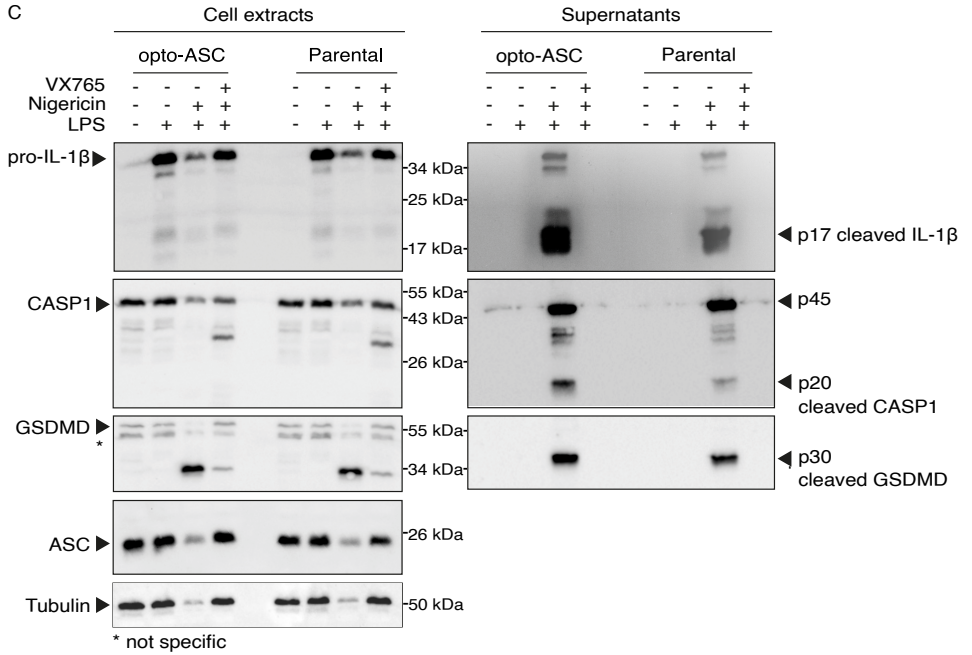 C
Cell extracts Supernatants
opto-ASC Parental opto-ASC Parental
VX765 - - - + - - - + - - - + - - - +
Nigericin - - + + - - + + - - + + - - + +
LPS - + + + - + + + - + + + - + + +
pro-IL-1β
34 kDa
25 kDa
17 kDa
p17 cleaved IL-1β
CASP1
55 kDa
43 kDa
26 kDa
p45
p20
cleaved CASP1
GSDMD
*
55 kDa
34 kDa
p30
cleaved GSDMD
ASC
26 kDa
Tubulin
50 kDa
* not specific